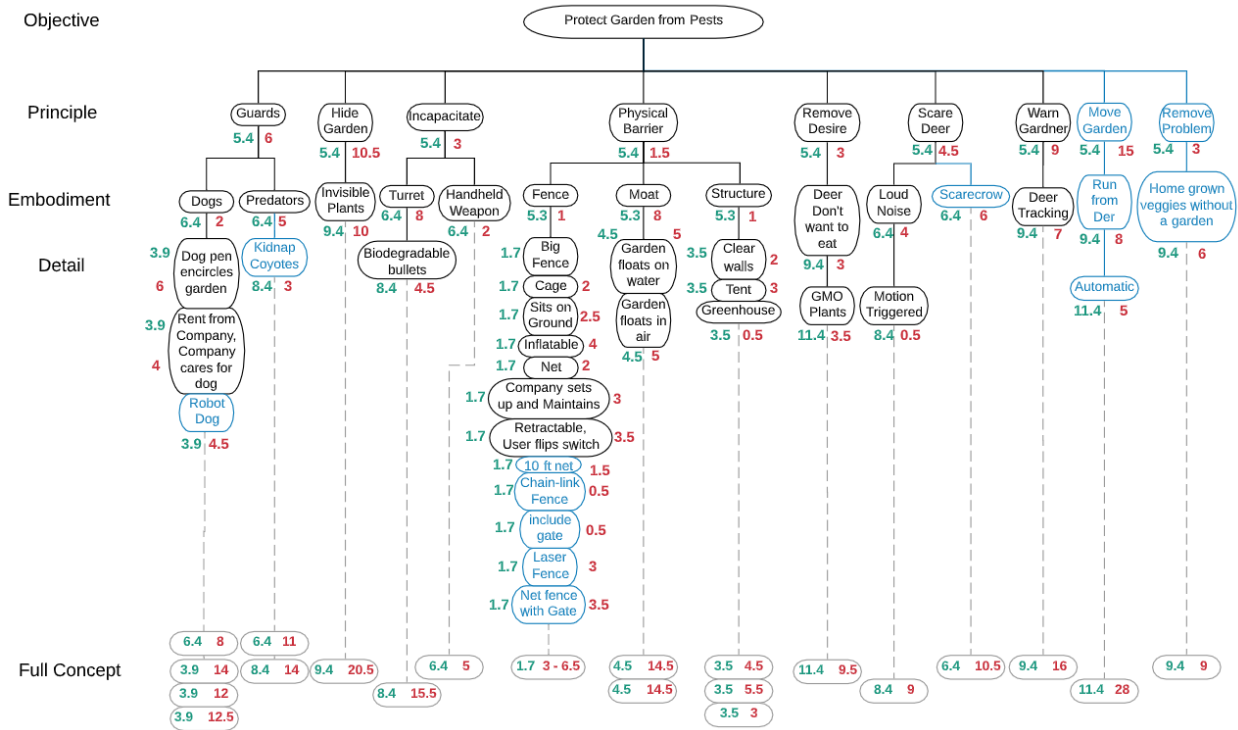 Objective
Protect Garden from Pests
Principle
Guards
5.4 6
Hide
Garden
5.4 10.5
Incapacitate
5.4 3
Physical
Barrier
5.4 1.5
Remove
Desire
5.4 3
Scare
Deer
5.4 4.5
Warn
Gardner
5.4 9
Move
Garden
5.4 15
Remove
Problem
5.4 3
Embodiment
Dogs
6.4 2
Predators
6.4 5
Invisible
Plants
9.4 10
Turret
6.4 8
Handheld
Weapon
6.4 2
Fence
5.3 1
Moat
5.3 8
Structure
5.3 1
Deer
Don't
want to
eat
9.4 3
Loud
Noise
6.4 4
Scarecrow
6.4 6
Deer
Tracking
9.4 7
Run
from
Der
9.4 8
Home grown
veggies without
a garden
9.4 6
Detail
3.9
Dog pen
encircles
garden
6
3.9
Rent from
Company,
Company
cares for
dog
4
Robot
Dog
3.9 4.5
Kidnap
Coyotes
8.4 3
Biodegradable
bullets
8.4 4.5
1.7
Big
Fence
1.7 Cage 2
1.7
Sits on
Ground
2.5
1.7 Inflatable 4
1.7 Net 2
1.7
Company sets
up and Maintains
3
1.7
Retractable,
User flips switch
3.5
1.7 10 ft net 1.5
1.7
Chain-link
Fence
0.5
1.7
include
gate
0.5
1.7
Laser
Fence
3
1.7
Net fence
with Gate
3.5
4.5 5
Garden
floats on
water
Garden
floats in
air
4.5 5
3.5
Clear
walls
2
3.5 Tent 3
Greenhouse
3.5 0.5
GMO
Plants
11.4 3.5
Motion
Triggered
8.4 0.5
Automatic
11.4 5
Full Concept
6.4 8
3.9 14
3.9 12
3.9 12.5
6.4 11
8.4 14
9.4 20.5
8.4 15.5
6.4 5
1.7 3 - 6.5
4.5 14.5
4.5 14.5
3.5 4.5
3.5 5.5
3.5 3
11.4 9.5
8.4 9
6.4 10.5
9.4 16
11.4 28
9.4 9